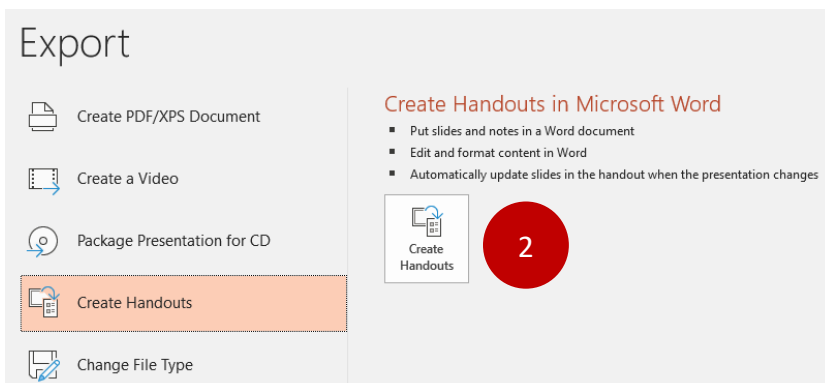 Export
Create PDF/XPS Document
Create a Video
Package Presentation for CD
Create Handouts
Change File Type
Create Handouts in Microsoft Word
▪ Put slides and notes in a Word document
▪ Edit and format content in Word
▪ Automatically update slides in the handout when the presentation changes
Create
Handouts
2